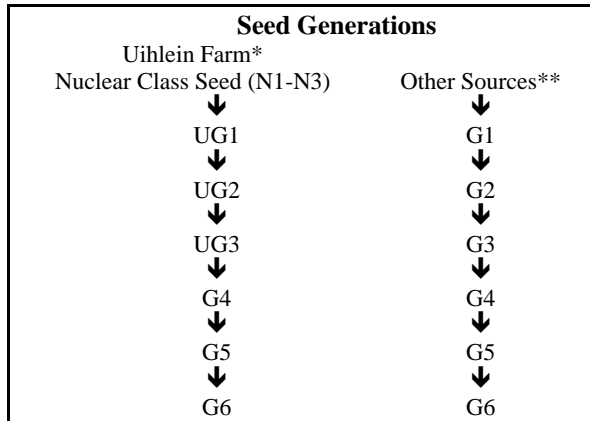 Seed Generations
Uihlein Farm*
Nuclear Class Seed (N1-N3) Other Sources**
UG1 G1
UG2 G2
UG3 G3
G4 G4
G5 G5
G6 G6